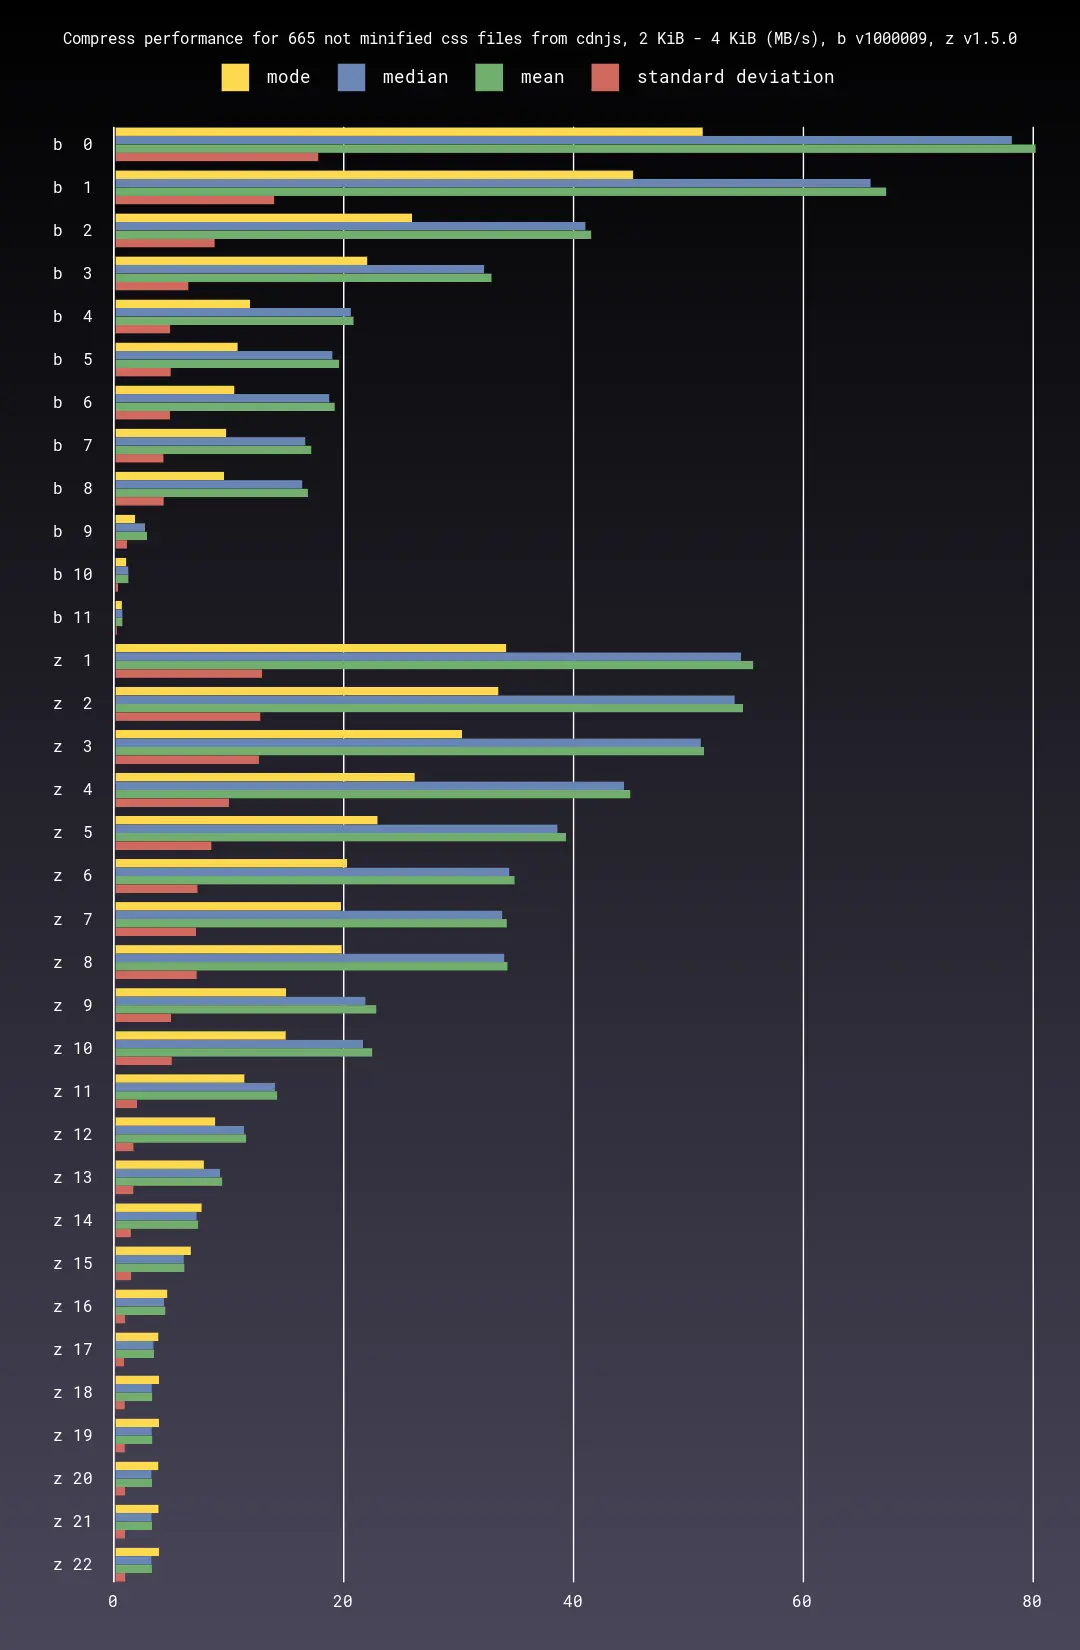 Compress performance for 665 not minified css files from cdnjs, 2 KiB - 4 KiB (MB/s), b v1000009, z v1.5.0
mode median mean standard deviation
b 0
b 1
b 2
b 3
b 4
b 5
b 6
b 7
b 8
b 9
b 10
b 11
z 1
z 2
z 3
z 4
z 5
z 6
z 7
z 8
z 9
z 10
z 11
z 12
z 13
z 14
z 15
z 16
z 17
z 18
z 19
z 20
z 21
z 22
0 20 40 60 80